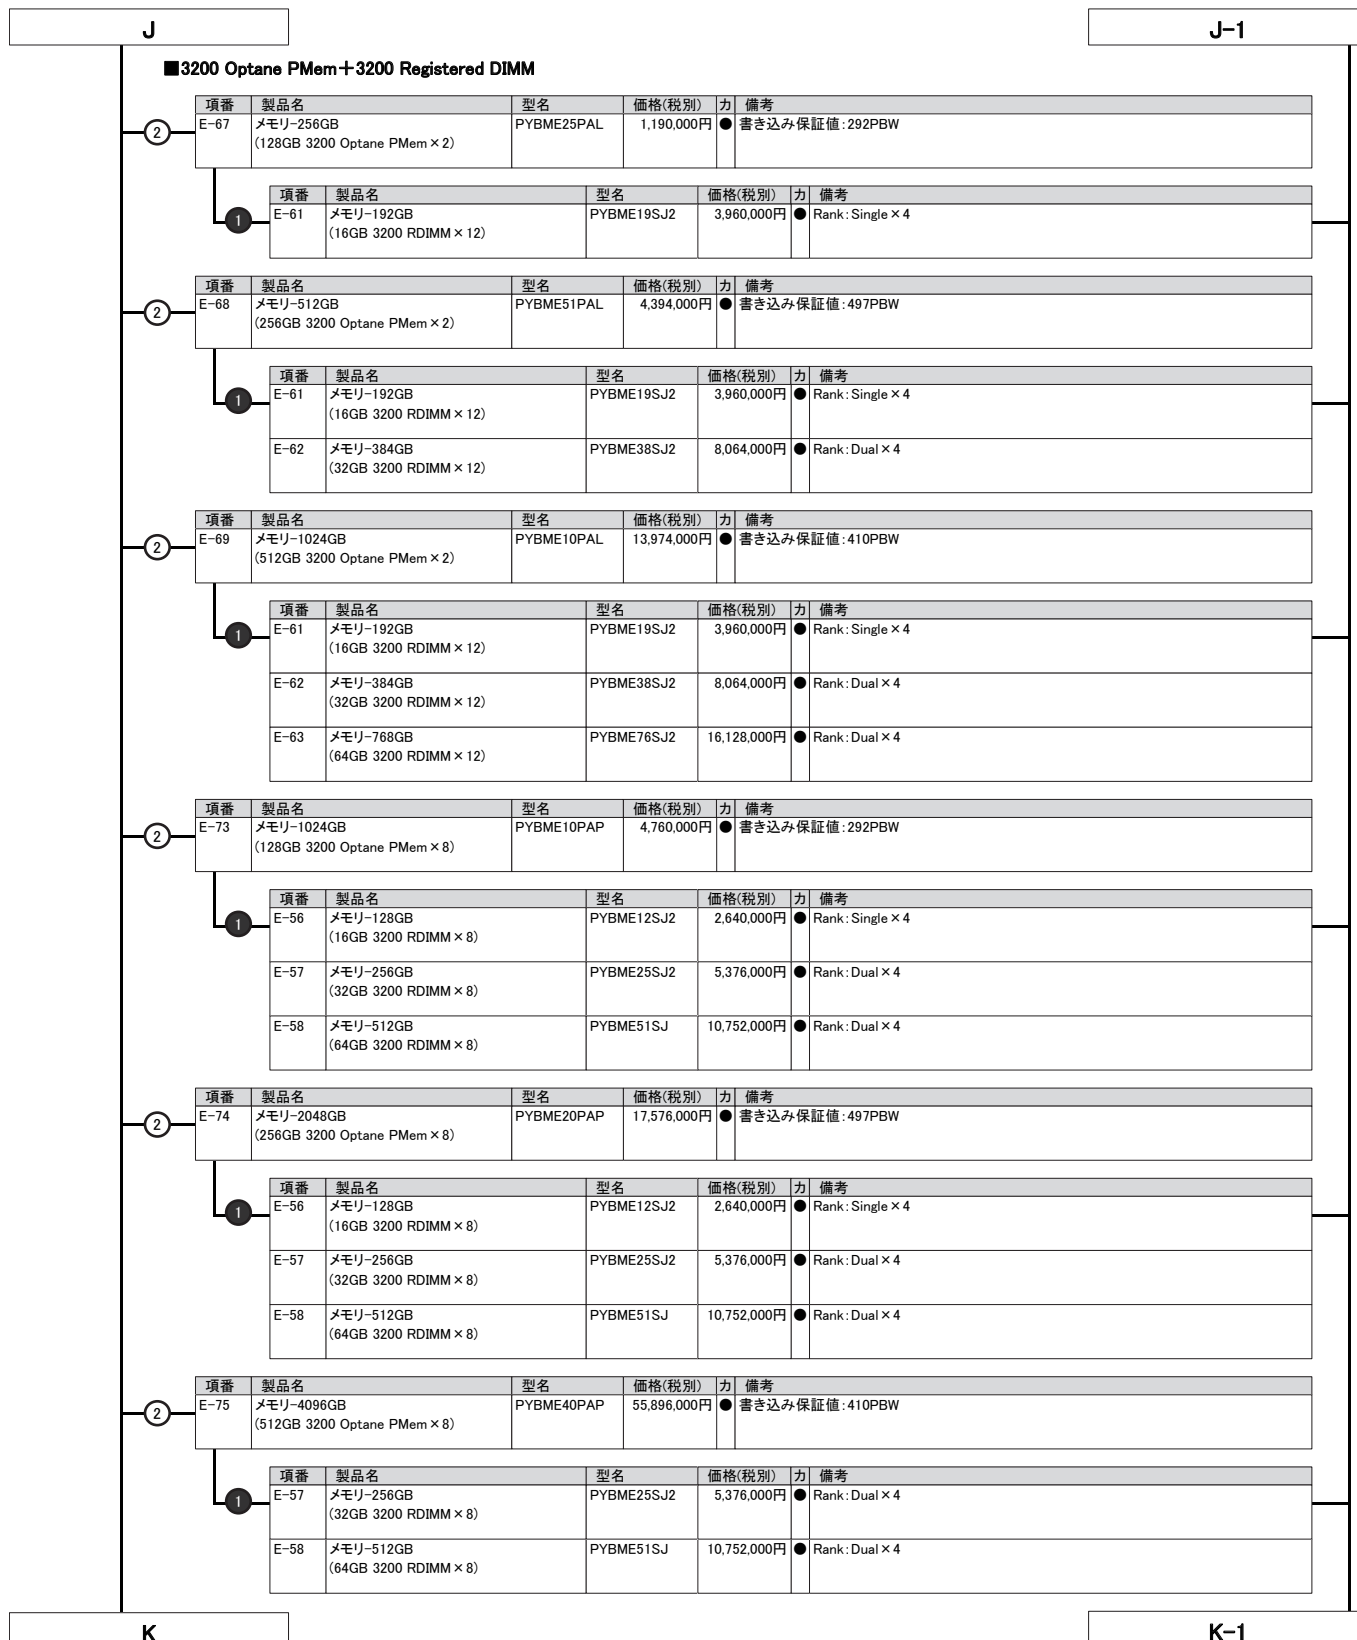 J
J-1
■3200 Optane PMem＋3200 Registered DIMM
項番 製品名 型名 価格(税別) カ 備考
② E-67 メモリ-256GB PYBME25PAL 1,190,000円 ● 書き込み保証値:292PBW
(128GB 3200 Optane PMem×2)
項番 製品名 型名 価格(税別) カ 備考
❶ E-61 メモリ-192GB PYBME19SJ2 3,960,000円 ● Rank:Single×4
(16GB 3200 RDIMM×12)
項番 製品名 型名 価格(税別) カ 備考
② E-68 メモリ-512GB PYBME51PAL 4,394,000円 ● 書き込み保証値:497PBW
(256GB 3200 Optane PMem×2)
項番 製品名 型名 価格(税別) カ 備考
❶ E-61 メモリ-192GB PYBME19SJ2 3,960,000円 ● Rank:Single×4
(16GB 3200 RDIMM×12)
E-62 メモリ-384GB PYBME38SJ2 8,064,000円 ● Rank:Dual×4
(32GB 3200 RDIMM×12)
項番 製品名 型名 価格(税別) カ 備考
② E-69 メモリ-1024GB PYBME10PAL 13,974,000円 ● 書き込み保証値:410PBW
(512GB 3200 Optane PMem×2)
項番 製品名 型名 価格(税別) カ 備考
❶ E-61 メモリ-192GB PYBME19SJ2 3,960,000円 ● Rank:Single×4
(16GB 3200 RDIMM×12)
E-62 メモリ-384GB PYBME38SJ2 8,064,000円 ● Rank:Dual×4
(32GB 3200 RDIMM×12)
E-63 メモリ-768GB PYBME76SJ2 16,128,000円 ● Rank:Dual×4
(64GB 3200 RDIMM×12)
項番 製品名 型名 価格(税別) カ 備考
② E-73 メモリ-1024GB PYBME10PAP 4,760,000円 ● 書き込み保証値:292PBW
(128GB 3200 Optane PMem×8)
項番 製品名 型名 価格(税別) カ 備考
❶ E-56 メモリ-128GB PYBME12SJ2 2,640,000円 ● Rank:Single×4
(16GB 3200 RDIMM×8)
E-57 メモリ-256GB PYBME25SJ2 5,376,000円 ● Rank:Dual×4
(32GB 3200 RDIMM×8)
E-58 メモリ-512GB PYBME51SJ 10,752,000円 ● Rank:Dual×4
(64GB 3200 RDIMM×8)
項番 製品名 型名 価格(税別) カ 備考
② E-74 メモリ-2048GB PYBME20PAP 17,576,000円 ● 書き込み保証値:497PBW
(256GB 3200 Optane PMem×8)
項番 製品名 型名 価格(税別) カ 備考
❶ E-56 メモリ-128GB PYBME12SJ2 2,640,000円 ● Rank:Single×4
(16GB 3200 RDIMM×8)
E-57 メモリ-256GB PYBME25SJ2 5,376,000円 ● Rank:Dual×4
(32GB 3200 RDIMM×8)
E-58 メモリ-512GB PYBME51SJ 10,752,000円 ● Rank:Dual×4
(64GB 3200 RDIMM×8)
項番 製品名 型名 価格(税別) カ 備考
② E-75 メモリ-4096GB PYBME40PAP 55,896,000円 ● 書き込み保証値:410PBW
(512GB 3200 Optane PMem×8)
項番 製品名 型名 価格(税別) カ 備考
❶ E-57 メモリ-256GB PYBME25SJ2 5,376,000円 ● Rank:Dual×4
(32GB 3200 RDIMM×8)
E-58 メモリ-512GB PYBME51SJ 10,752,000円 ● Rank:Dual×4
(64GB 3200 RDIMM×8)
K
K-1